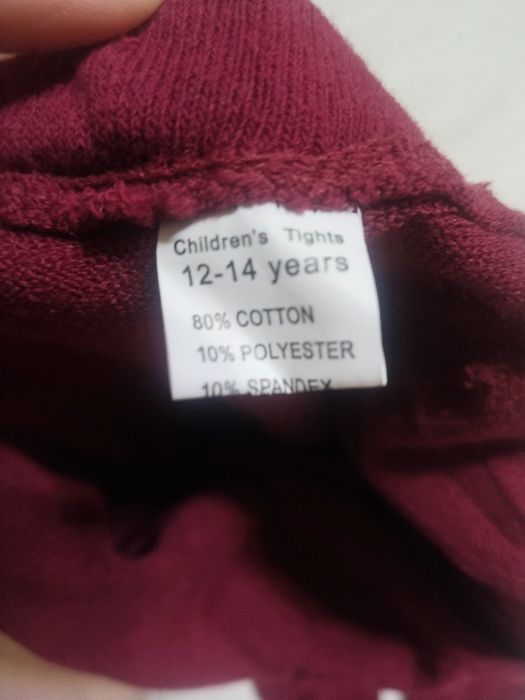 Children's Tights
12-14 years
80% COTTON
10% POLYESTER
10% SPANDEX